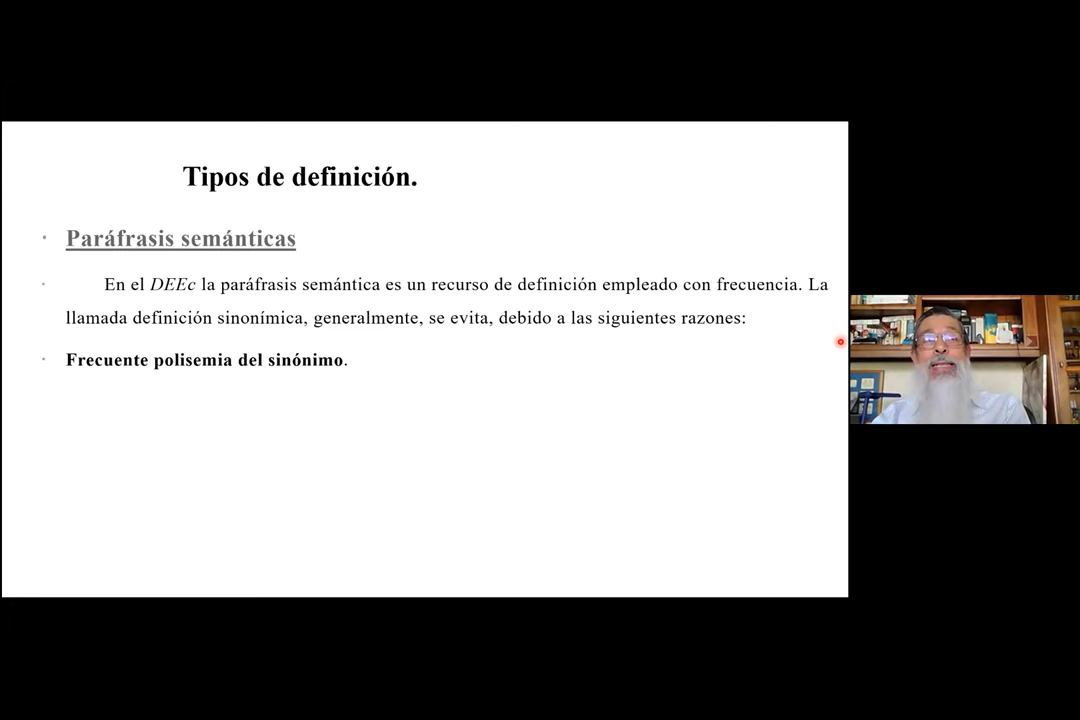 Tipos de definición.
Paráfrasis semánticas
En el DEEc la paráfrasis semántica es un recurso de definición empleado con frecuencia. La
llamada definición sinonímica, generalmente, se evita, debido a las siguientes razones:
Frecuente polisemia del sinónimo.